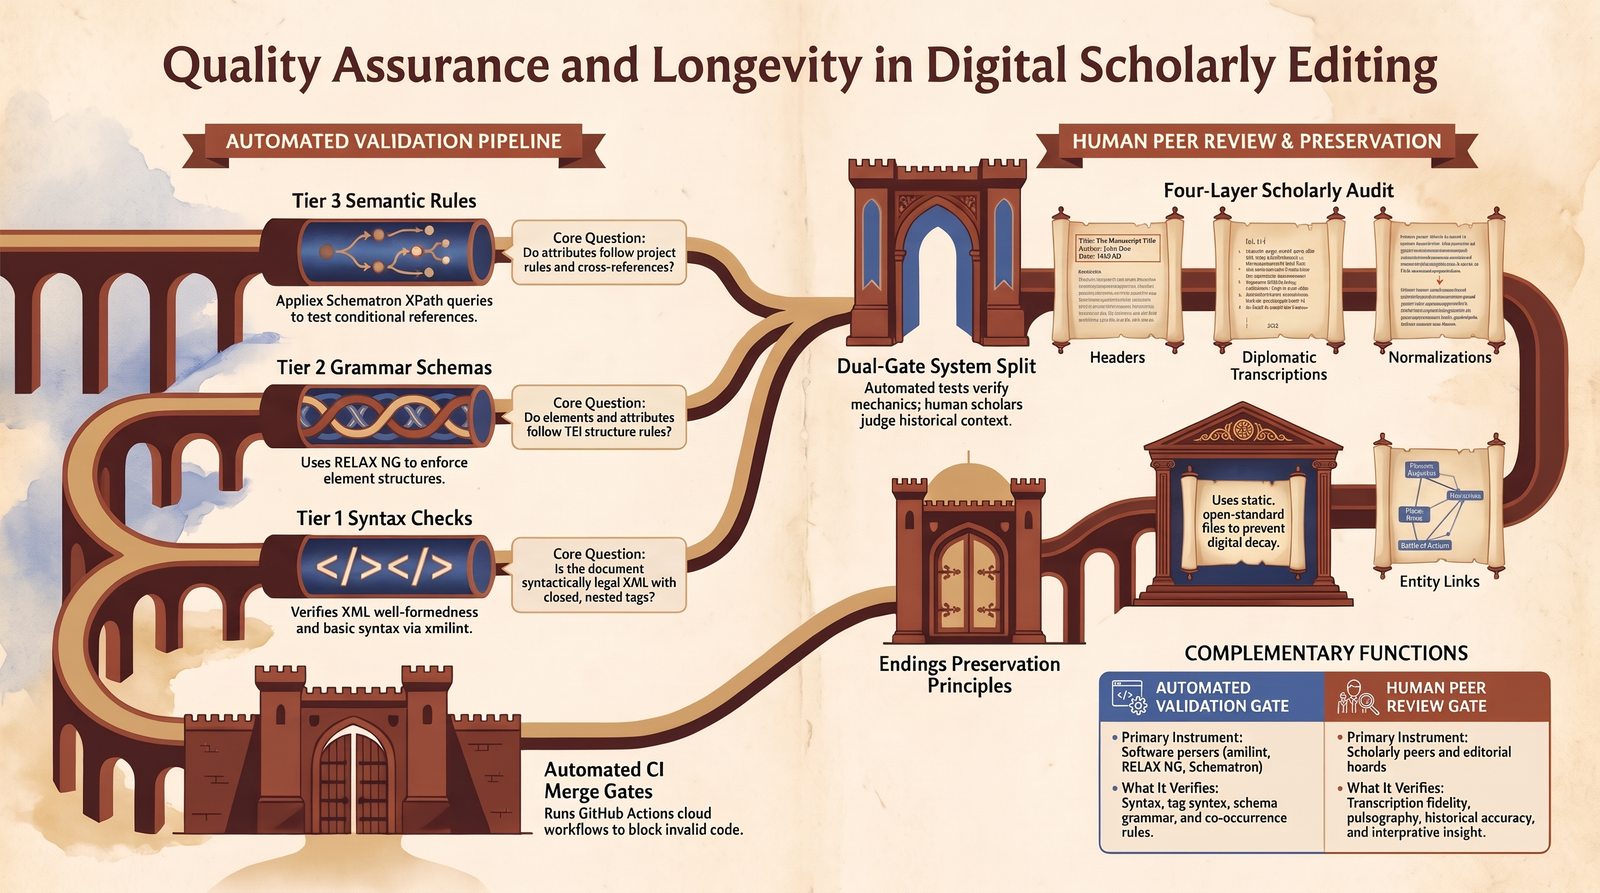 Quality Assurance and Longevity in Digital Scholarly Editing
AUTOMATED VALIDATION PIPELINE
Tier 3 Semantic Rules
Core Question:
Do attributes follow project
rules and cross-references?
Appliex Schematron XPath queries
to test conditional references.
Tier 2 Grammar Schemas
Core Question:
Do elements and attributes
follow TEI structure rules?
Uses RELAX NG to enforce
element structures.
Tier 1 Syntax Checks
</></>
Core Question:
Is the document
syntactically legal XML with
closed, nested tags?
Verifies XML well-formedness
and basic syntax via xmilint.
Automated CI
Merge Gates
Runs GitHub Actions cloud
workflows to block invalid code.
HUMAN PEER REVIEW & PRESERVATION
Dual-Gate System Split
Automated tests verify
mechanics; human scholars
judge historical context.
Four-Layer Scholarly Audit
Title: The Manuscript Title
Author: John Doe
Date: 1489 AD
Headers
Diplomatic
Transcriptions
Normalizations
Augustus
Place:
Battle of Actium
Entity Links
Uses static.
open-standard
files to prevent
digital decay.
Endings Preservation
Principles
COMPLEMENTARY FUNCTIONS
</>
AUTOMATED
VALIDATION GATE
• Primary Instrument:
Software persers (amilint,
RELAX NG, Schematron)
• What It Verifies:
Syntax, tag syntex, schema
grammar, and co-occurrence
rules.
HUMAN PEER
REVIEW GATE
• Primary Instrument:
Scholarly peers and editorial
hoards
• What It Verifies:
Transcription fidelity,
pulsography, historical accuracy,
and interprative insight.